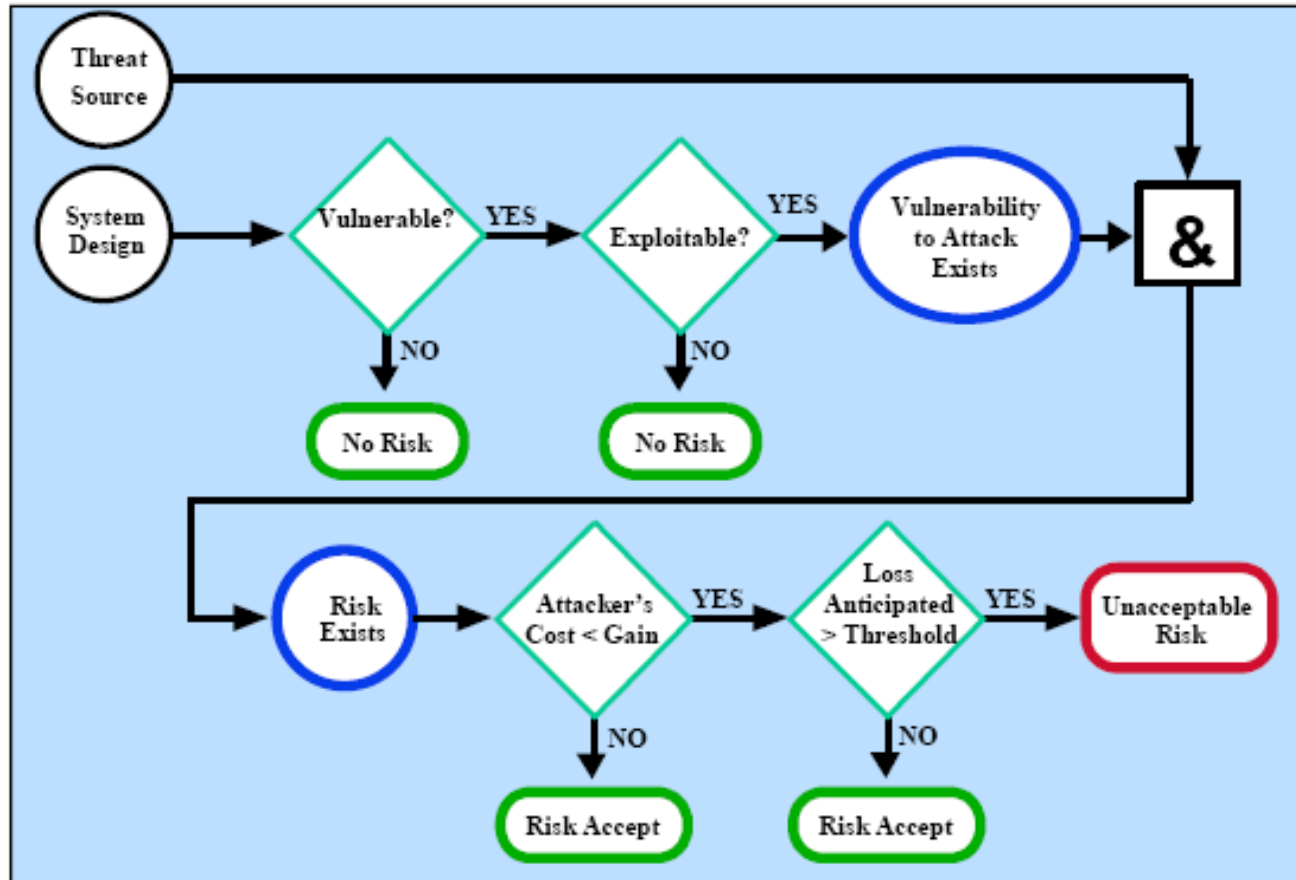 Threat
Source
System
Design
Vulnerable?
YES
Exploitable?
YES
Vulnerability
to Attack
Exists
&
NO
NO
No Risk
No Risk
Risk
Exists
Attacker's
Cost < Gain
YES
Loss
Anticipated
> Threshold
YES
Unacceptable
Risk
NO
NO
Risk Accept
Risk Accept